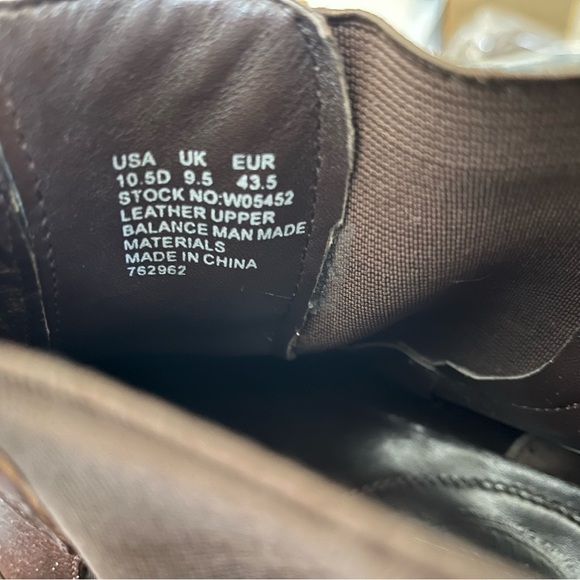 USA UK EUR
10.5D 9.5 43.5
STOCK NO:W05452
LEATHER UPPER
BALANCE MAN MADE
MATERIALS
MADE IN CHINA
762962